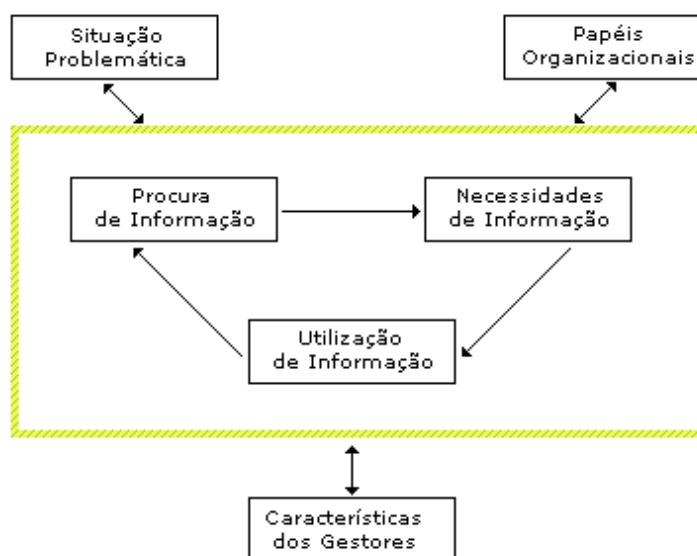 Situação
Problemática
Papéis
Organizacionais
Procura
de Informação
Necessidades
de Informação
Utilização
de Informação
Características
dos Gestores